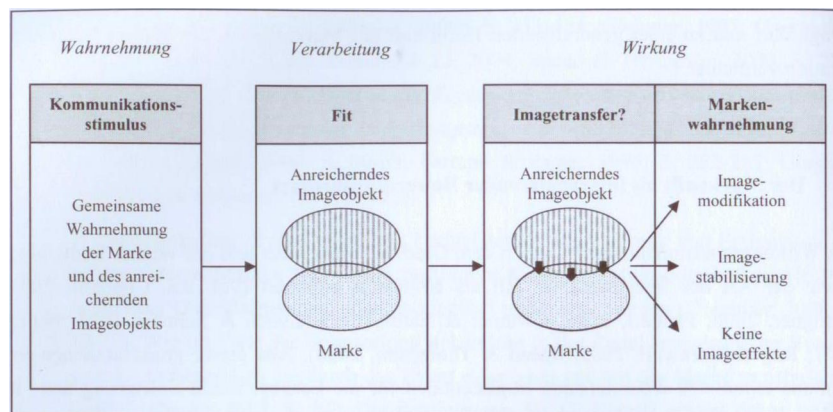 Wahrnehmung
Verarbeitung
Wirkung
Kommunikations-
stimulus
Gemeinsame
Wahrnehmung
der Marke
und des anrei-
chernden
Imageobjekts
Fit
Anreicherndes
Imageobjekt
Marke
Imagetransfer?
Anreicherndes
Imageobjekt
Marke
Marken-
wahrnehmung
Image-
modifikation
Image-
stabilisierung
Keine
Imageeffekte